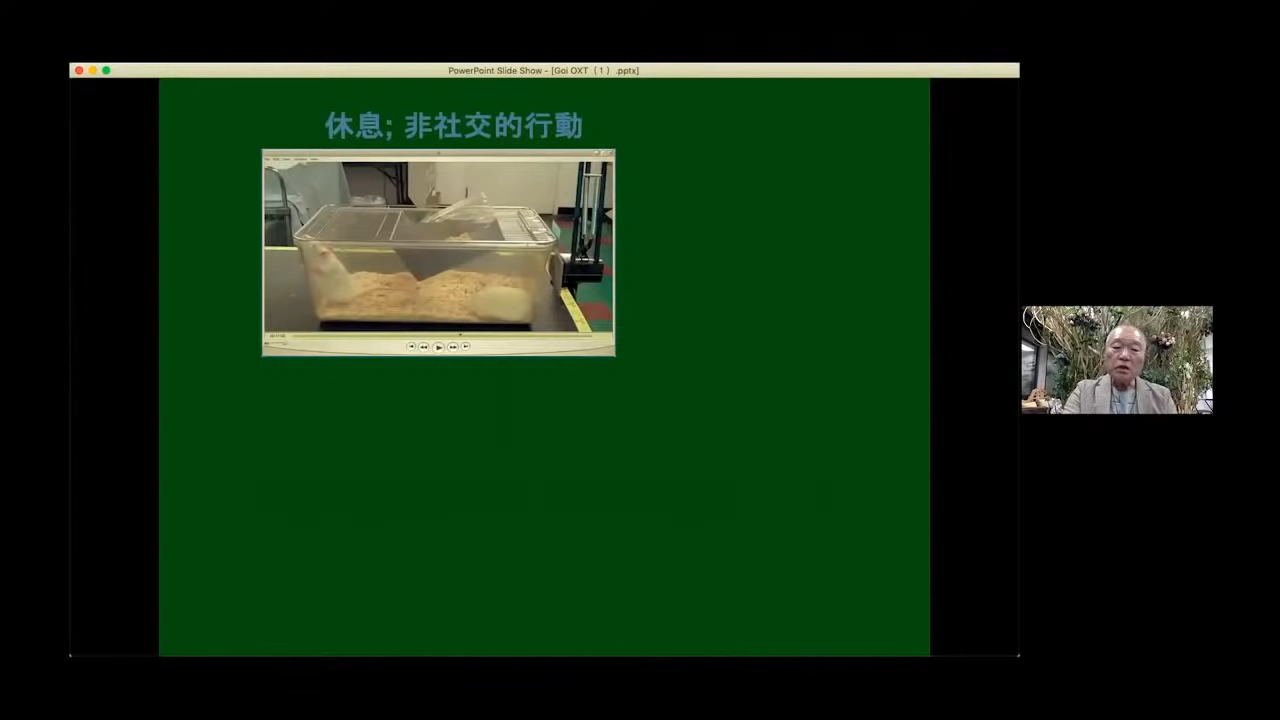 PowerPoint Slide Show - [Goi OXT ( 1 ) .pptx]
休息; 非社交的行動